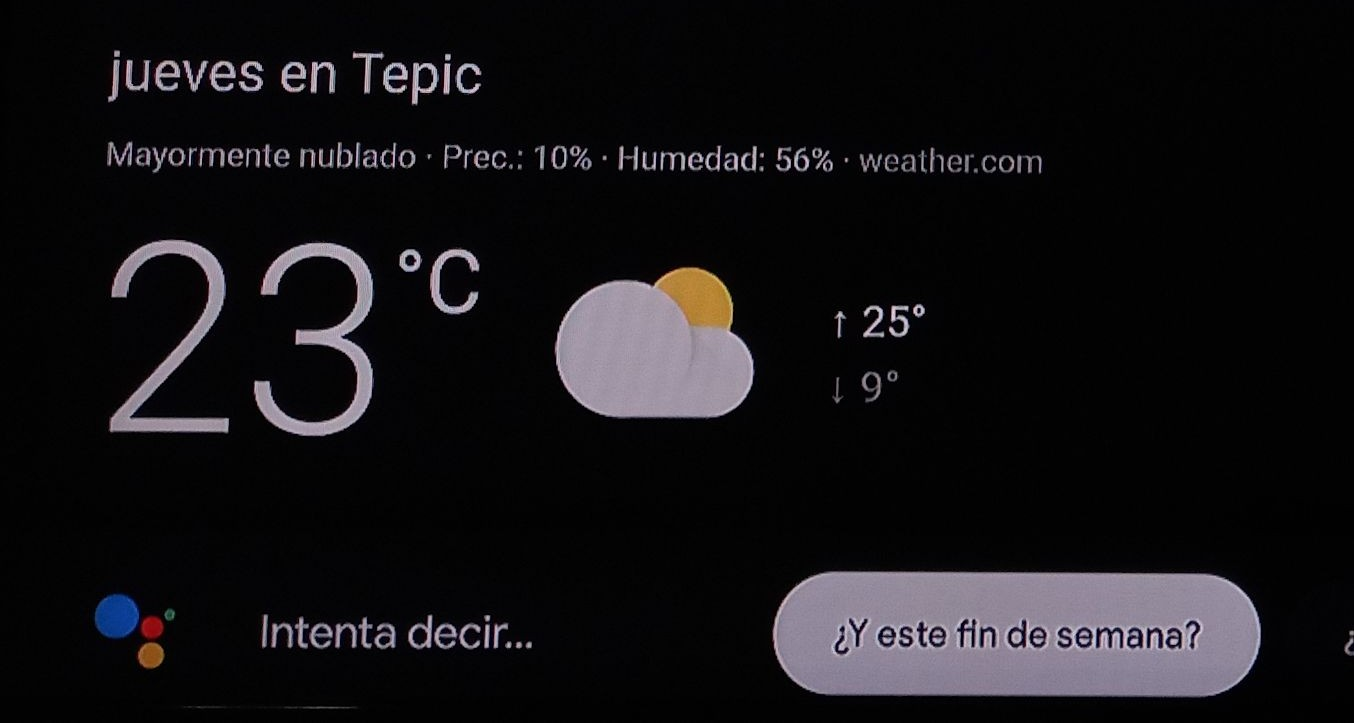 jueves en Tepic
Mayormente nublado · Prec.: 10% · Humedad: 56% · weather.com
23 °C
↑ 25°
↓ 9°
Intenta decir...
¿Y este fin de semana?
¿